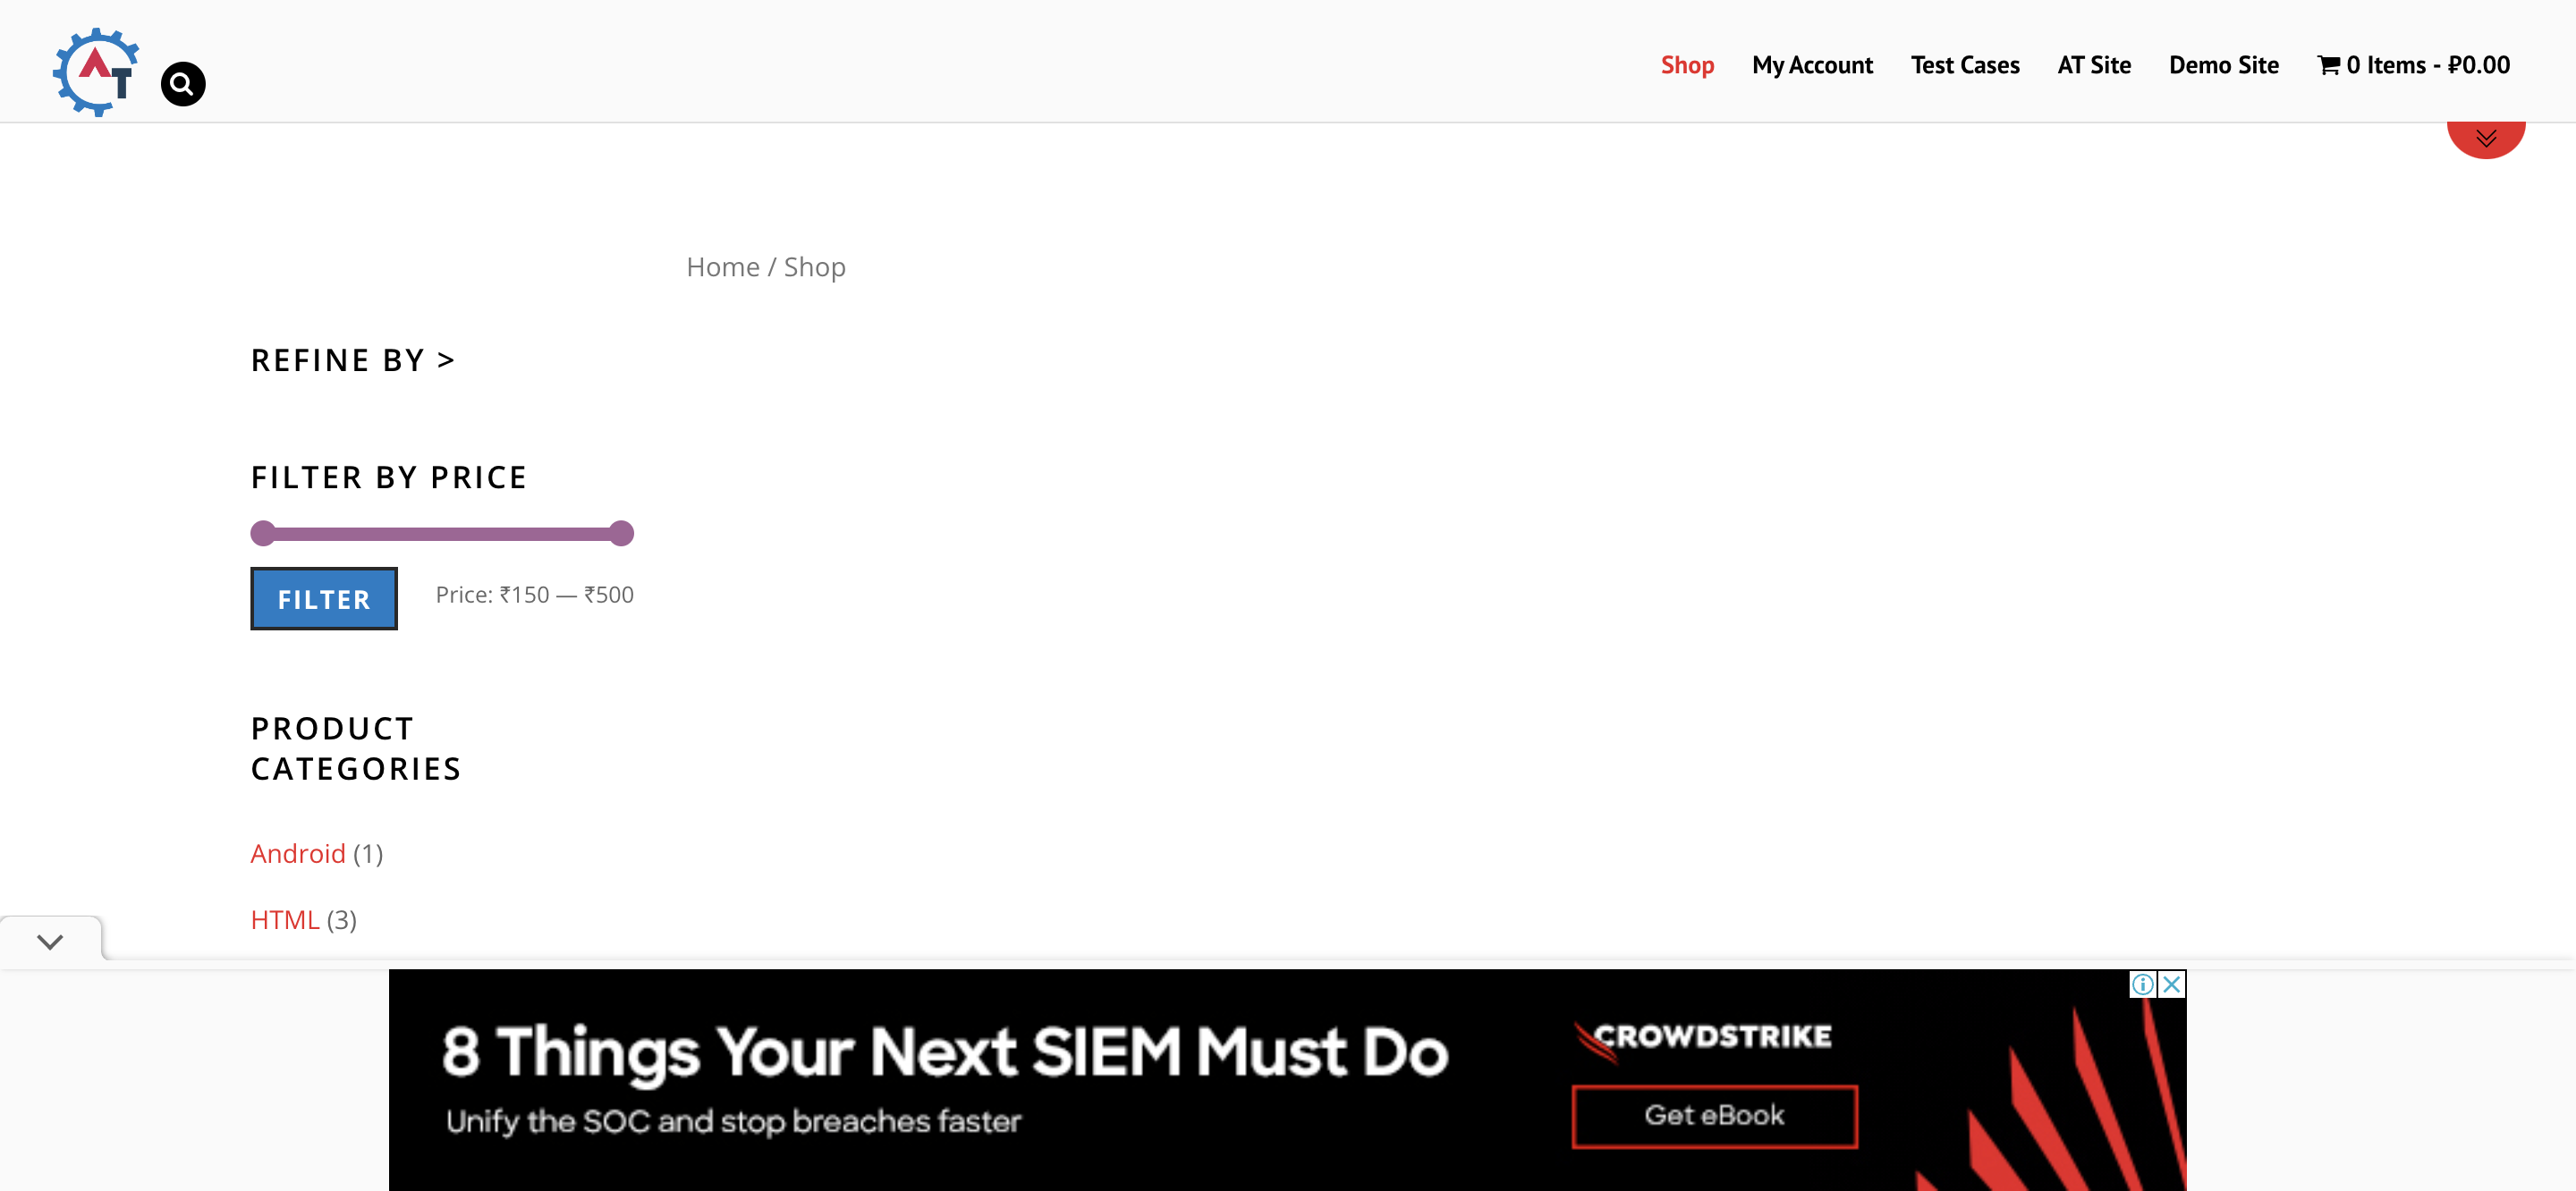 AT
Shop My Account Test Cases AT Site Demo Site 0 Items - ₽0.00
Home / Shop
REFINE BY >
FILTER BY PRICE
FILTER Price: ₹150 — ₹500
PRODUCT
CATEGORIES
Android (1)
HTML (3)
8 Things Your Next SIEM Must Do
Unify the SOC and stop breaches faster
CROWDSTRIKE
Get eBook